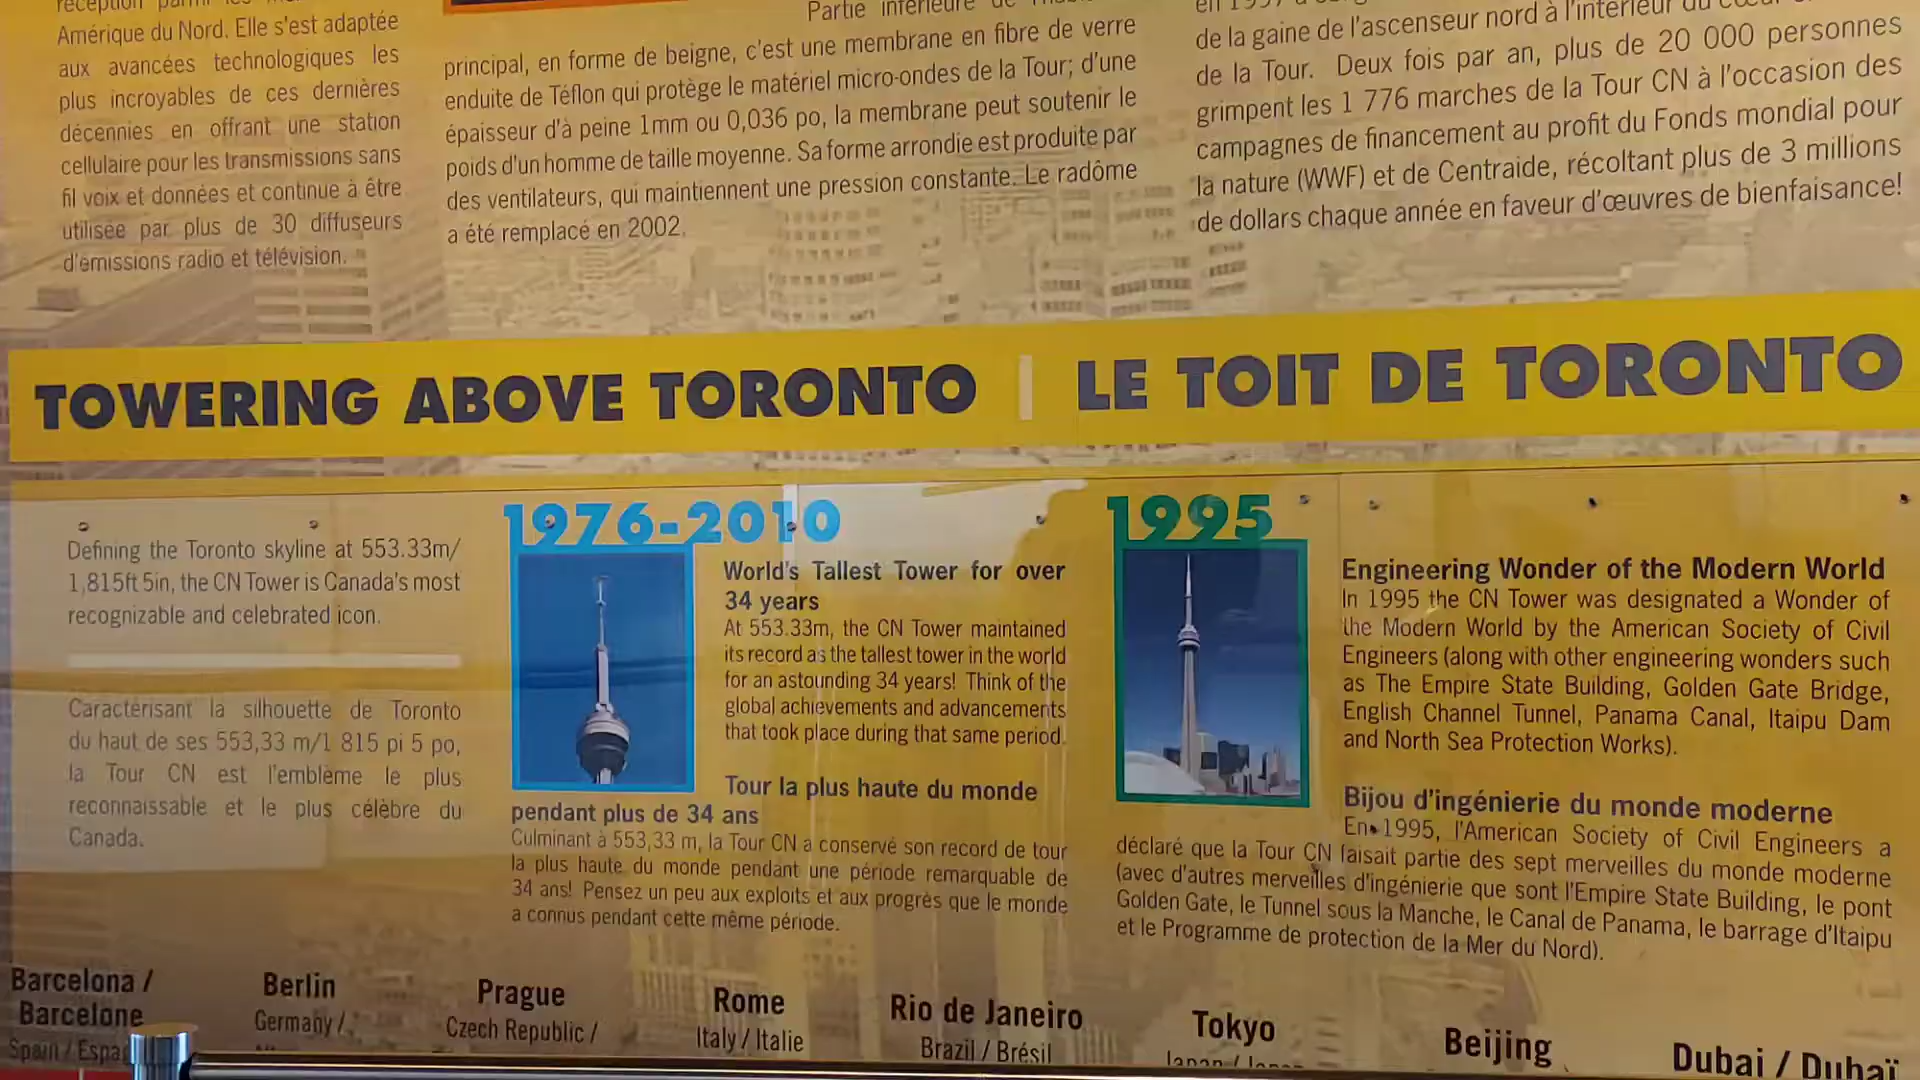 Amérique du Nord. Elle s'est adaptée
aux avancées technologiques les
plus incroyables de ces dernières
décennies en offrant une station
cellulaire pour les transmissions sans
fil voix et données et continue à être
utilisée par plus de 30 diffuseurs
d'émissions radio et télévision.
Partie inférieure de
principal, en forme de beigne, c'est une membrane en fibre de verre
enduite de Téflon qui protège le matériel micro-ondes de la Tour; d'une
épaisseur d'à peine 1mm ou 0,036 po, la membrane peut soutenir le
poids d'un homme de taille moyenne. Sa forme arrondie est produite par
des ventilateurs, qui maintiennent une pression constante. Le radôme
a été remplacé en 2002.
de la gaine de l'ascenseur nord à l'intérieur du cœur
de la Tour. Deux fois par an, plus de 20 000 personnes
grimpent les 1 776 marches de la Tour CN à l'occasion des
campagnes de financement au profit du Fonds mondial pour
la nature (WWF) et de Centraide, récoltant plus de 3 millions
de dollars chaque année en faveur d'œuvres de bienfaisance!
TOWERING ABOVE TORONTO | LE TOIT DE TORONTO
Defining the Toronto skyline at 553.33m/
1,815ft 5in, the CN Tower is Canada's most
recognizable and celebrated icon.
Caractérisant la silhouette de Toronto
du haut de ses 553,33 m/1 815 pi 5 po,
la Tour CN est l'emblème le plus
reconnaissable et le plus célèbre du
Canada.
1976-2010
World's Tallest Tower for over
34 years
At 553.33m, the CN Tower maintained
its record as the tallest tower in the world
for an astounding 34 years! Think of the
global achievements and advancements
that took place during that same period.
Tour la plus haute du monde
pendant plus de 34 ans
Culminant à 553,33 m, la Tour CN a conservé son record de tour
la plus haute du monde pendant une période remarquable de
34 ans! Pensez un peu aux exploits et aux progrès que le monde
a connus pendant cette même période.
1995
Engineering Wonder of the Modern World
In 1995 the CN Tower was designated a Wonder of
the Modern World by the American Society of Civil
Engineers (along with other engineering wonders such
as The Empire State Building, Golden Gate Bridge,
English Channel Tunnel, Panama Canal, Itaipu Dam
and North Sea Protection Works).
Bijou d'ingénierie du monde moderne
En 1995, l'American Society of Civil Engineers a
déclaré que la Tour CN faisait partie des sept merveilles du monde moderne
(avec d'autres merveilles d'ingénierie que sont l'Empire State Building, le pont
Golden Gate, le Tunnel sous la Manche, le Canal de Panama, le barrage d'Itaipu
et le Programme de protection de la Mer du Nord).
Barcelona /
Barcelone
Spain /
Berlin
Germany /
Prague
Czech Republic /
Rome
Italy / Italie
Rio de Janeiro
Brazil / Brésil
Tokyo
Beijing
Dubai / Dubaï